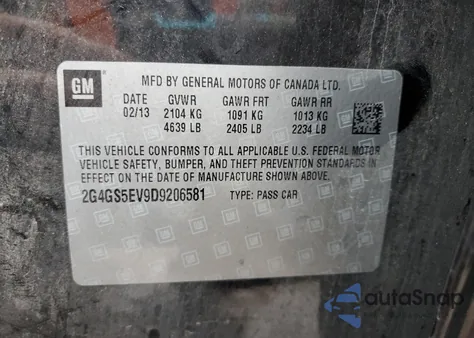 GM
MFD BY GENERAL MOTORS OF CANADA LTD.
DATE GVWR GAWR FRT GAWR RR
02/13 2104 KG 1091 KG 1013 KG
4639 LB 2405 LB 2234 LB
THIS VEHICLE CONFORMS TO ALL APPLICABLE U.S. FEDERAL MOTOR
VEHICLE SAFETY, BUMPER, AND THEFT PREVENTION STANDARDS
IN EFFECT ON THE DATE OF MANUFACTURE SHOWN ABOVE.
2G4GS5EV9D9206581 TYPE: PASS CAR
autoSnap